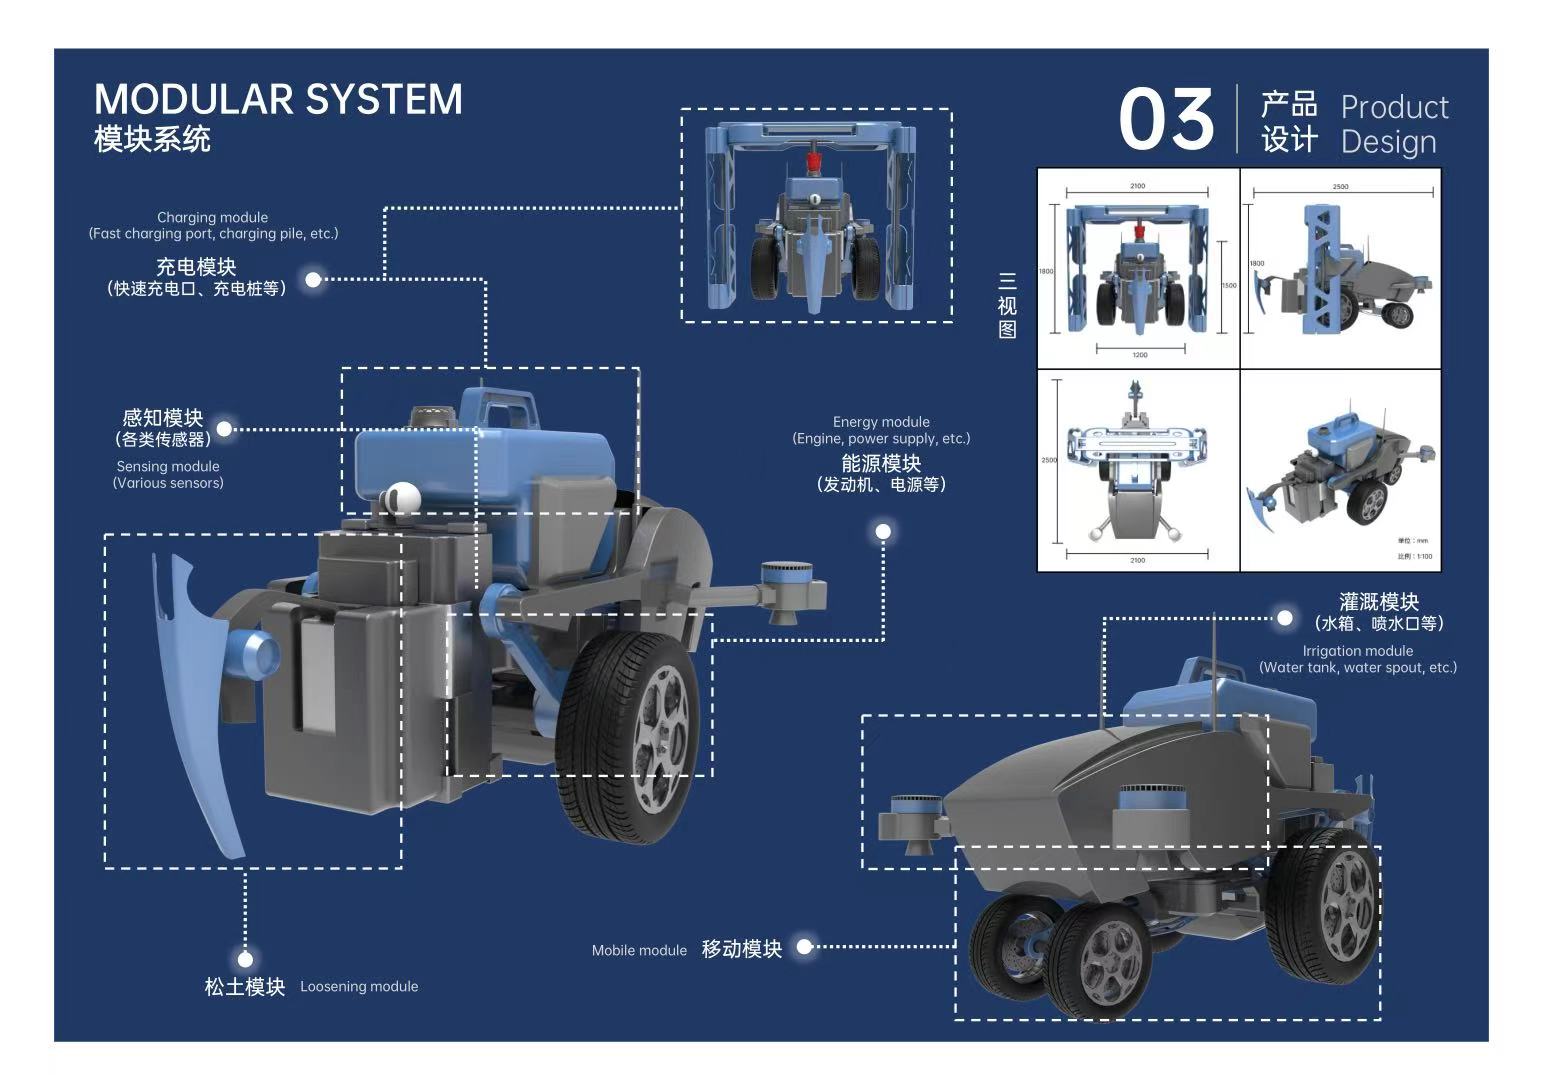 MODULAR SYSTEM
模块系统
03
产品
设计
Product
Design
Charging module
(Fast charging port, charging pile, etc.)
充电模块
(快速充电口、充电桩等)
感知模块
(各类传感器)
Sensing module
(Various sensors)
Energy module
(Engine, power supply, etc.)
能源模块
(发动机、电源等)
三视图
2100
1800
1500
1200
2500
1800
2500
2100
单位：mm
比例：1:100
灌溉模块
(水箱、喷水口等)
Irrigation module
(Water tank, water spout, etc.)
Mobile module
移动模块
松土模块
Loosening module